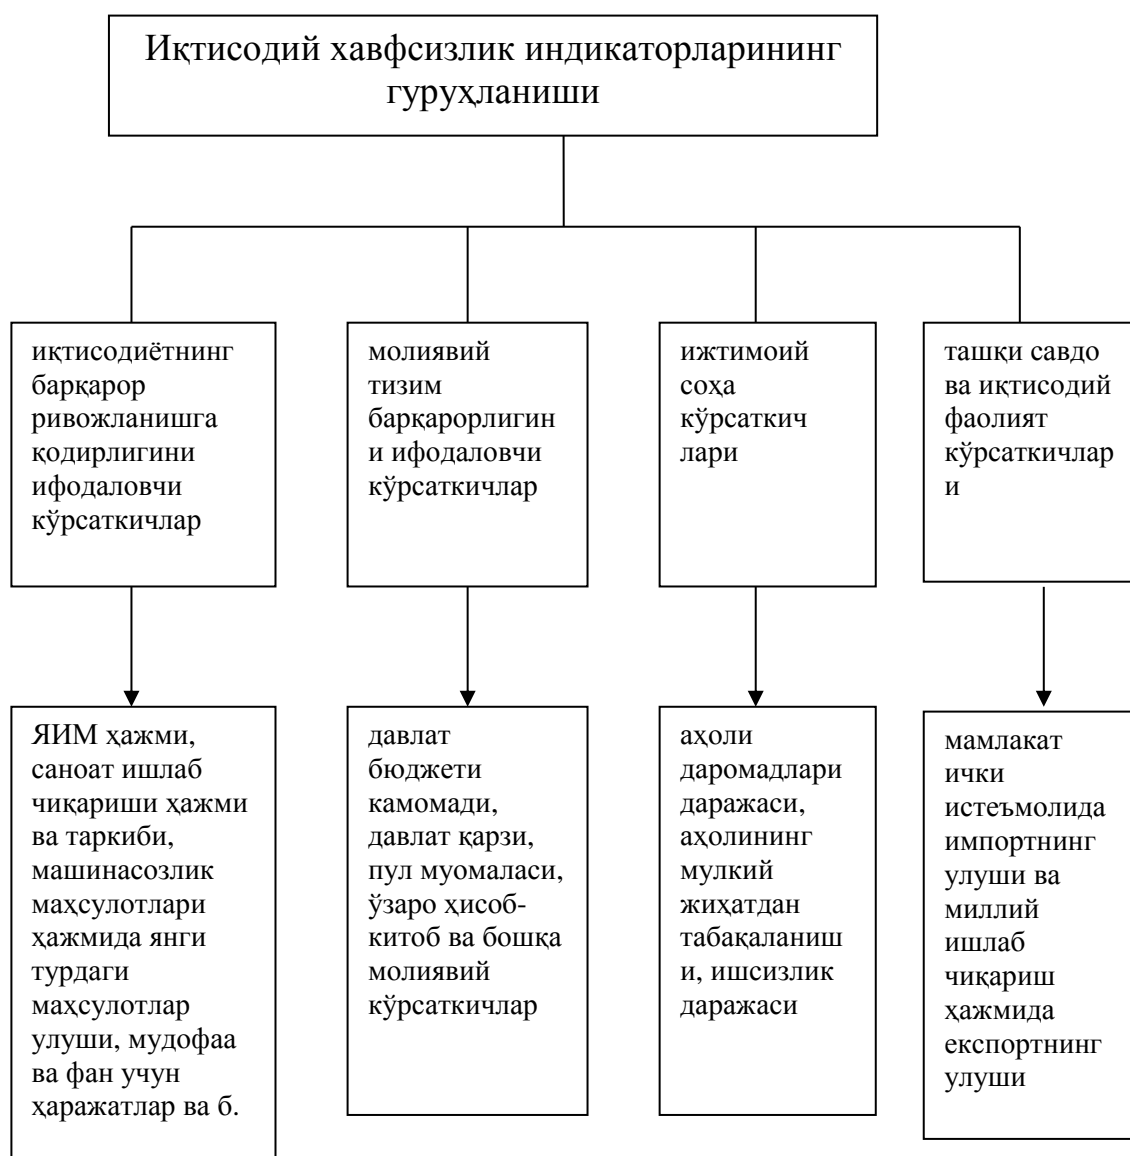 Иқтисодий хавфсизлик индикаторларининг
гуруҳланиши
иқтисодиётнинг
барқарор
ривожланишга
қодирлигини
ифодаловчи
кўрсаткичлар
молиявий
тизим
барқарорлигин
и ифодаловчи
кўрсаткичлар
ижтимоий
соҳа
кўрсаткич
лари
ташқи савдо
ва иқтисодий
фаолият
кўрсаткичлар
и
ЯИМ ҳажми,
саноат ишлаб
чиқариши ҳажми
ва таркиби,
машинасозлик
маҳсулотлари
ҳажмида янги
турдаги
маҳсулотлар
улуши, мудофаа
ва фан учун
ҳаражатлар ва б.
давлат
бюджети
камомади,
давлат қарзи,
пул муомаласи,
ўзаро ҳисоб-
китоб ва бошқа
молиявий
кўрсаткичлар
аҳоли
даромадлари
даражаси,
аҳолининг
мулкий
жиҳатдан
табақаланиш
и, ишсизлик
даражаси
мамлакат
ички
истеъмолида
импортнинг
улуши ва
миллий
ишлаб
чиқариш
ҳажмида
експортнинг
улуши